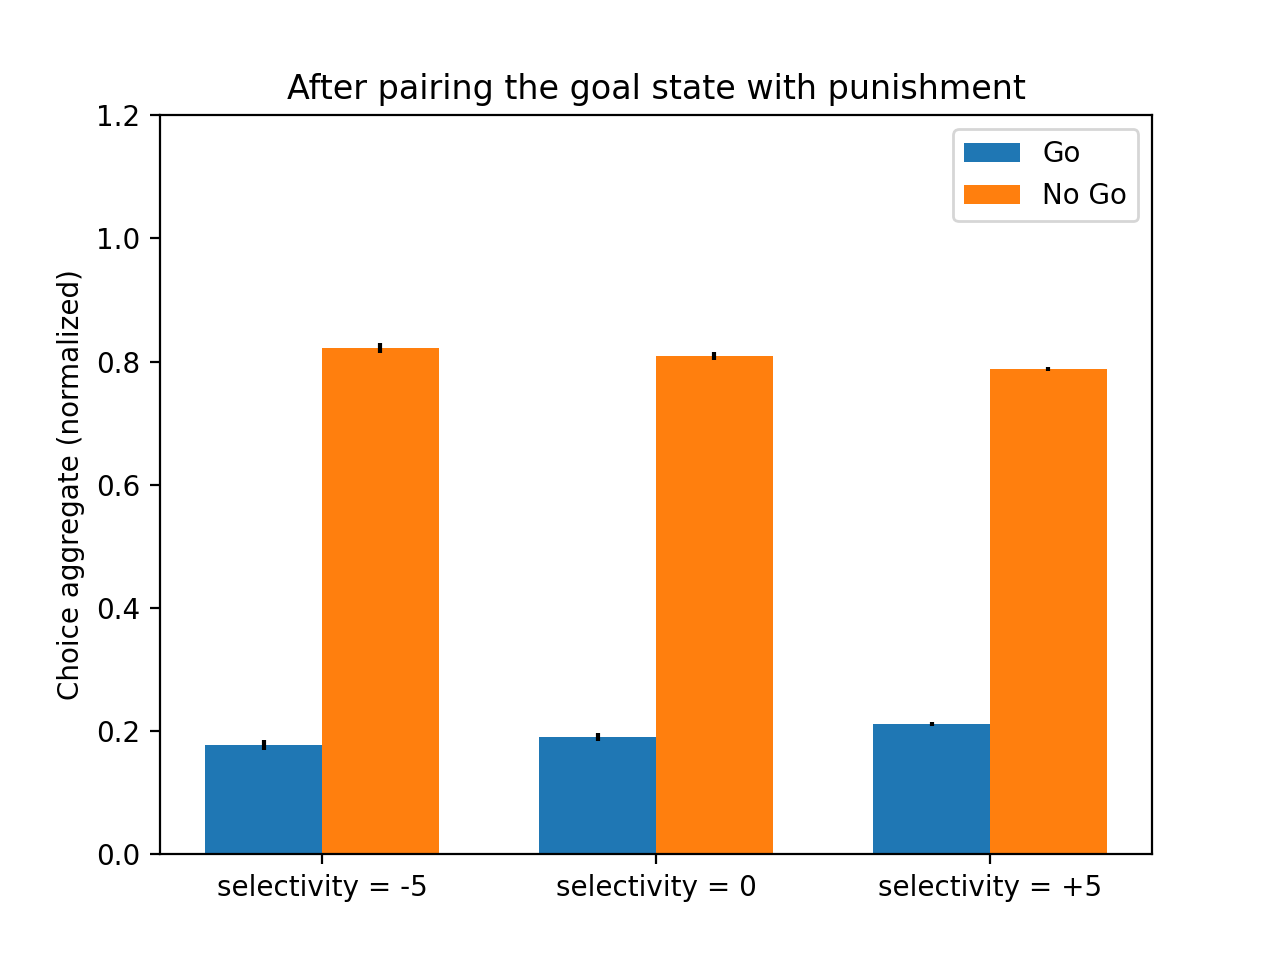 After pairing the goal state with punishment
Go
No Go
Choice aggregate (normalized)
1.2
1.0
0.8
0.6
0.4
0.2
0.0
selectivity = -5
selectivity = 0
selectivity = +5